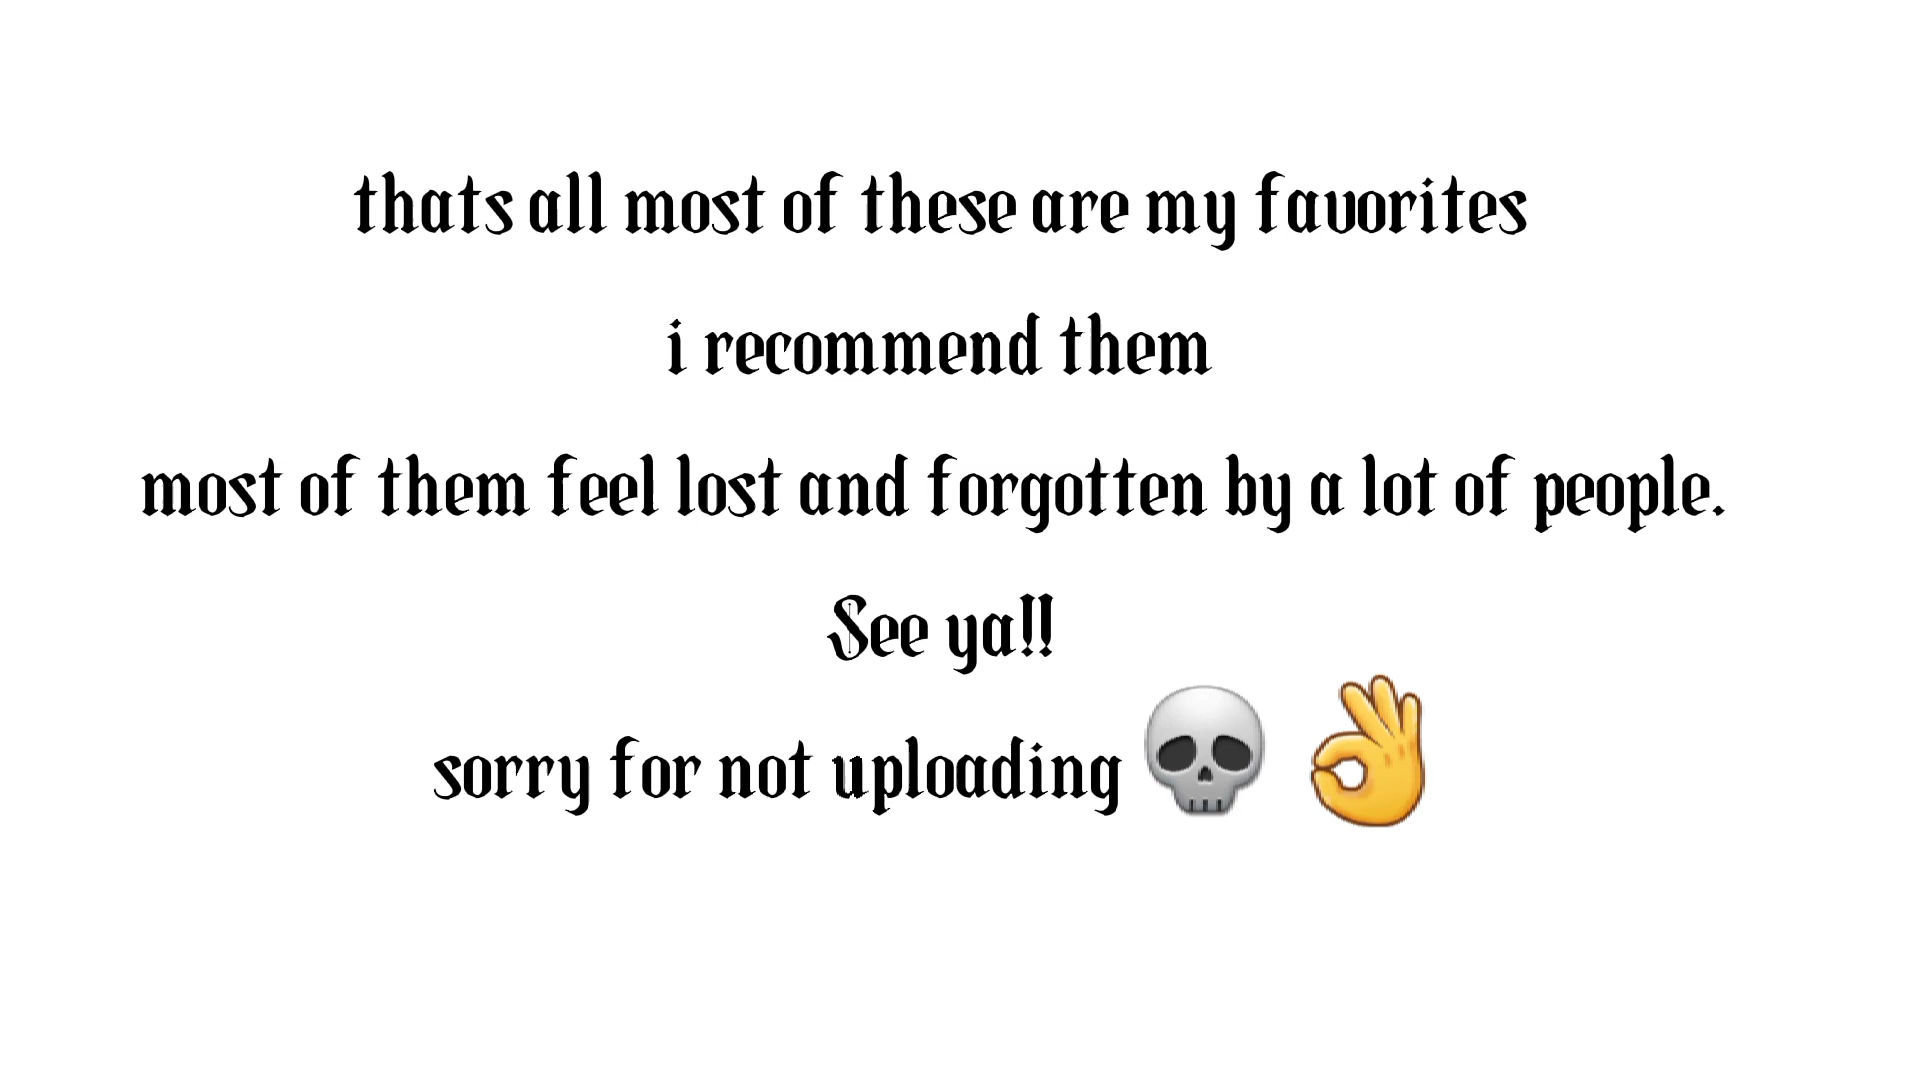 thats all most of these are my favorites
i recommend them
most of them feel lost and forgotten by a lot of people.
See ya!!
sorry for not uploading 💀 👌